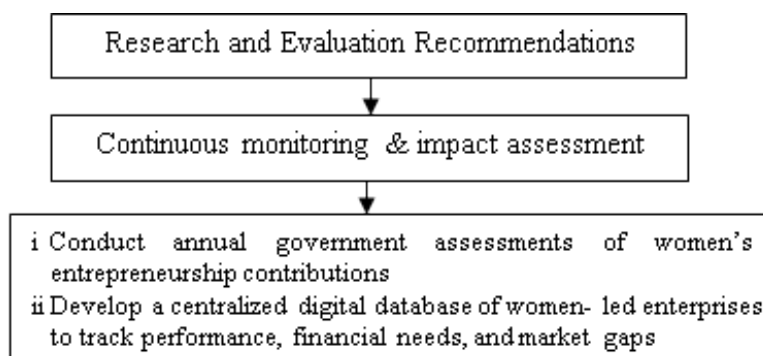 Research and Evaluation Recommendations
Continuous monitoring & impact assessment
i Conduct annual government assessments of women’s
entrepreneurship contributions
ii Develop a centralized digital database of women- led enterprises
to track performance, financial needs, and market gaps